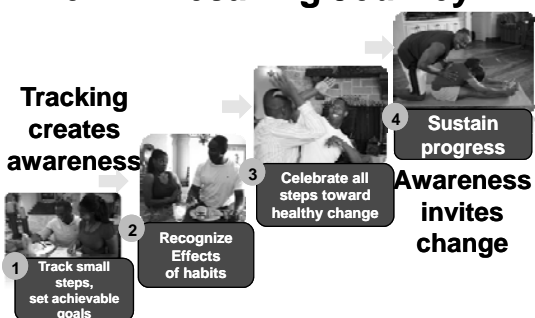 Tracking
creates
awareness
1
Track small
steps,
set achievable
goals
2
Recognize
Effects
of habits
3
Celebrate all
steps toward
healthy change
4
Sustain
progress
Awareness
invites
change